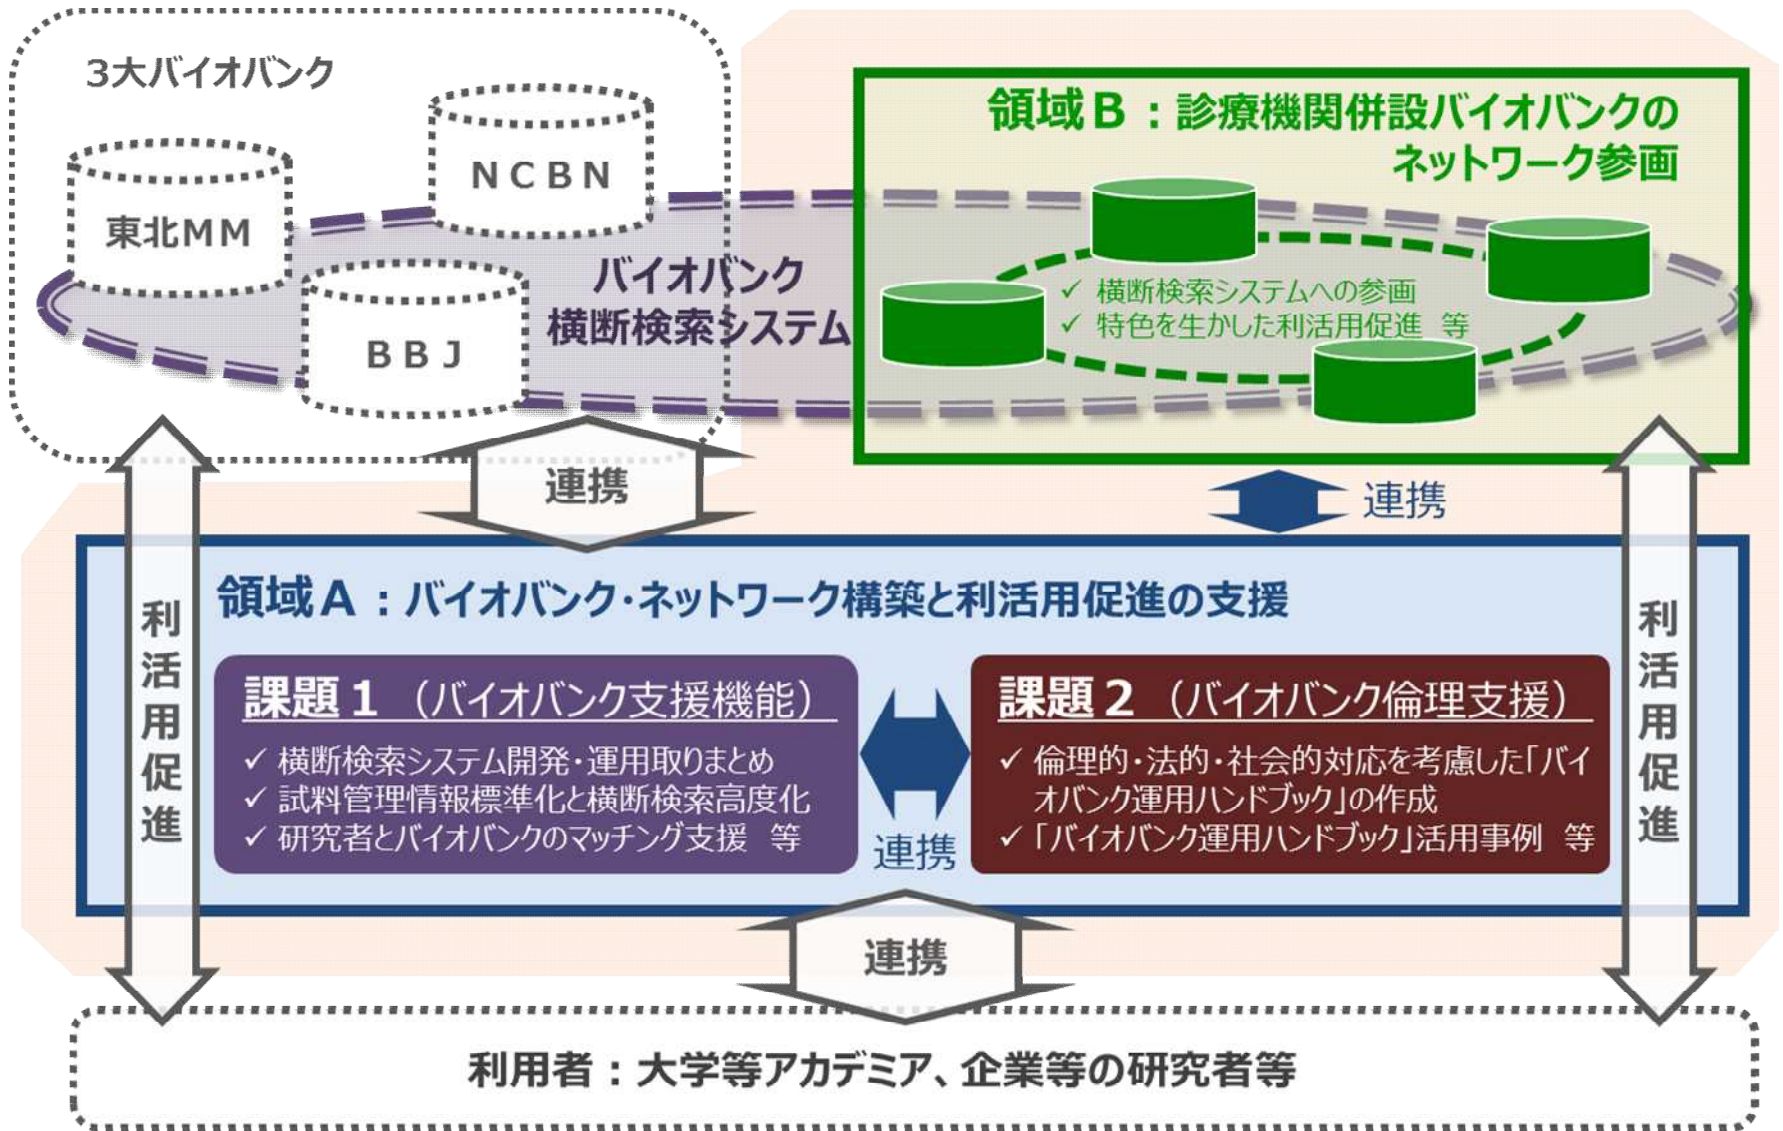 3大バイオバンク
東北MM
NCBN
BBJ
バイオバンク
横断検索システム
領域B：診療機関併設バイオバンクの
ネットワーク参画
✓ 横断検索システムへの参画
✓ 特色を生かした利活用促進 等
連携
連携
利活用促進
利活用促進
領域A：バイオバンク・ネットワーク構築と利活用促進の支援
課題1（バイオバンク支援機能）
✓ 横断検索システム開発・運用取りまとめ
✓ 試料管理情報標準化と横断検索高度化
✓ 研究者とバイオバンクのマッチング支援 等
連携
課題2（バイオバンク倫理支援）
✓ 倫理的・法的・社会的対応を考慮した「バイ
オバンク運用ハンドブック」の作成
✓ 「バイオバンク運用ハンドブック」活用事例 等
連携
利用者：大学等アカデミア、企業等の研究者等